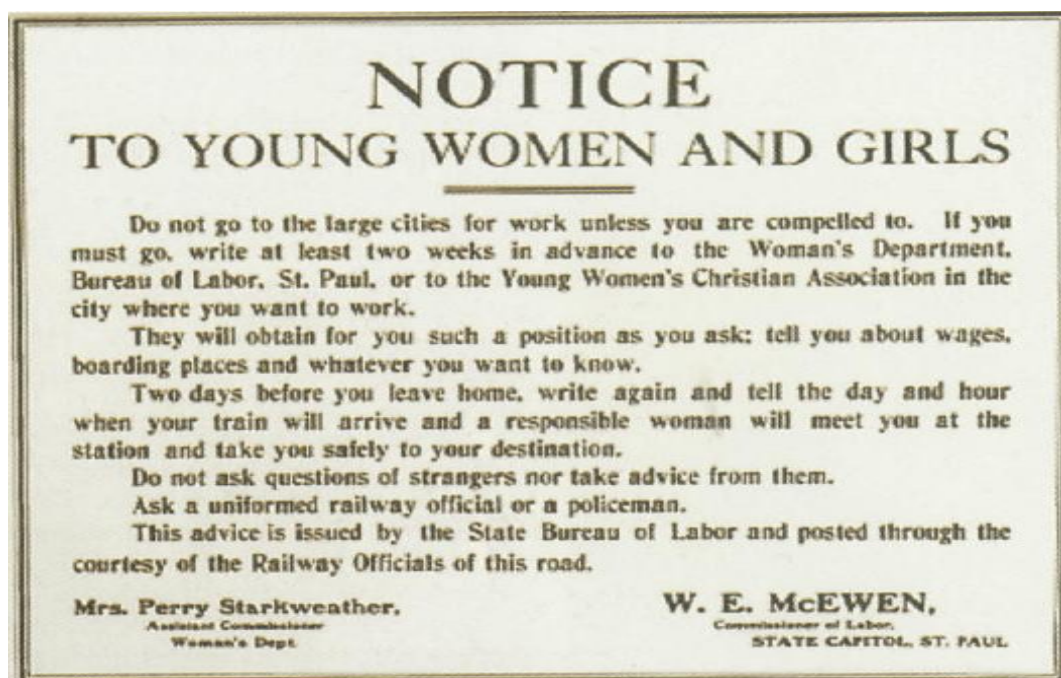 NOTICE
TO YOUNG WOMEN AND GIRLS
Do not go to the large cities for work unless you are compelled to. If you
must go, write at least two weeks in advance to the Woman's Department,
Bureau of Labor, St. Paul, or to the Young Women's Christian Association in the
city where you want to work.
They will obtain for you such a position as you ask; tell you about wages,
boarding places and whatever you want to know.
Two days before you leave home, write again and tell the day and hour
when your train will arrive and a responsible woman will meet you at the
station and take you safely to your destination.
Do not ask questions of strangers nor take advice from them.
Ask a uniformed railway official or a policeman.
This advice is issued by the State Bureau of Labor and posted through the
courtesy of the Railway Officials of this road.
Mrs. Perry Starkweather,
Assistant Commissioner
Woman's Dept.
W. E. McEWEN,
Commissioner of Labor,
STATE CAPITOL, ST. PAUL